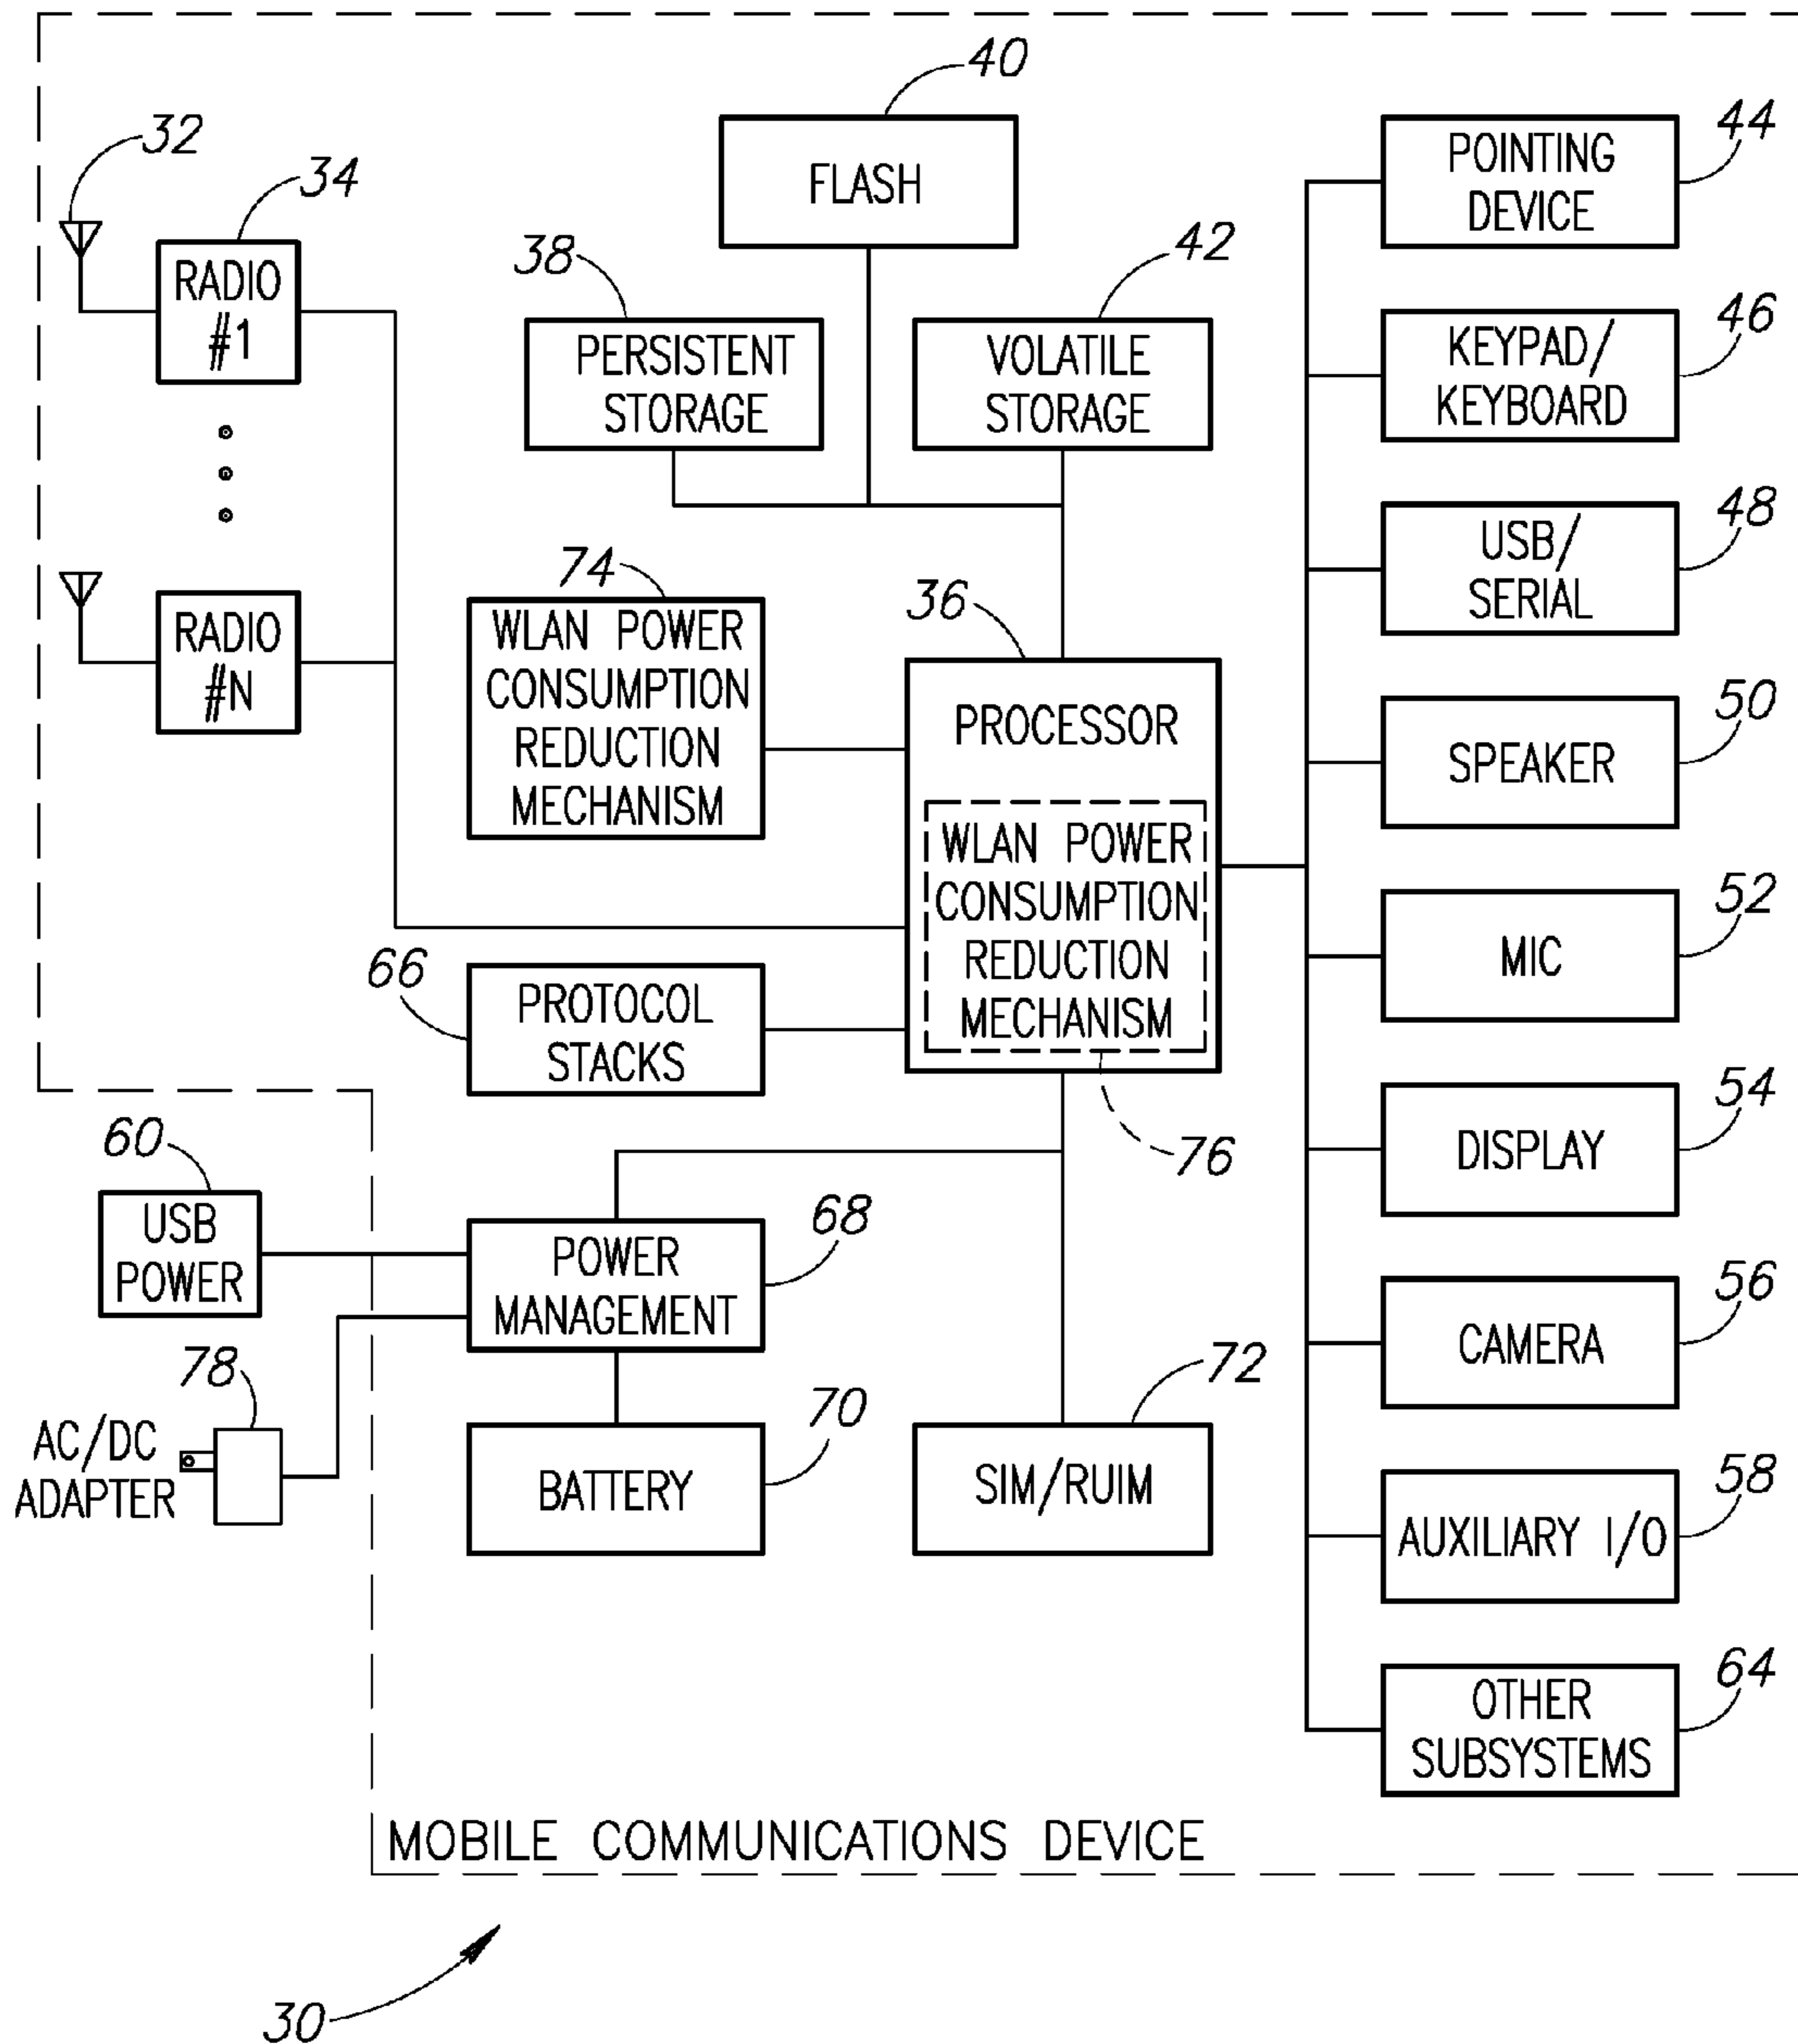 40
32
34
FLASH
POINTING
DEVICE
44
RADIO
#1
38
42
PERSISTENT
STORAGE
VOLATILE
STORAGE
KEYPAD/
KEYBOARD
46
USB/
SERIAL
48
74
36
RADIO
#N
WLAN POWER
CONSUMPTION
REDUCTION
MECHANISM
PROCESSOR
WLAN POWER
CONSUMPTION
REDUCTION
MECHANISM
76
SPEAKER
50
MIC
52
66
PROTOCOL
STACKS
DISPLAY
54
60
USB
POWER
POWER
MANAGEMENT
68
CAMERA
56
78
AC/DC
ADAPTER
BATTERY
70
SIM/RUIM
72
AUXILIARY I/O
58
OTHER
SUBSYSTEMS
64
MOBILE COMMUNICATIONS DEVICE
30